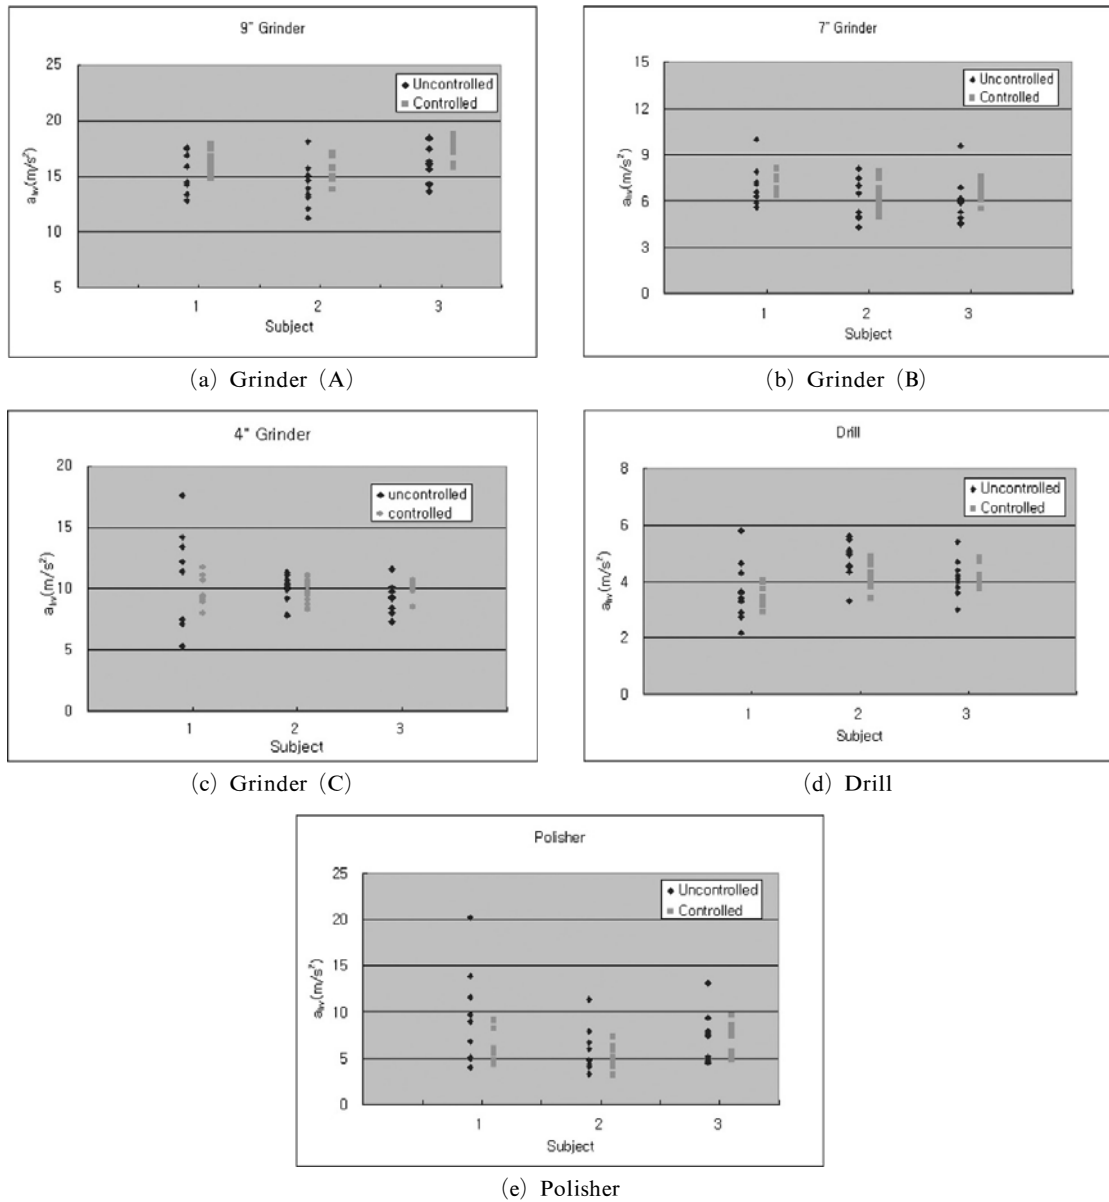 9" Grinder
25
20
15
10
5
a_hv(m/s²)
Uncontrolled
Controlled
1 2 3
Subject
(a) Grinder (A)
7" Grinder
15
12
9
6
3
0
a_hv(m/s²)
Uncontrolled
Controlled
1 2 3
Subject
(b) Grinder (B)
4" Grinder
20
15
10
5
0
a_hv(m/s²)
uncontrolled
controlled
1 2 3
Subject
(c) Grinder (C)
Drill
8
6
4
2
0
a_hv(m/s²)
Uncontrolled
Controlled
1 2 3
Subject
(d) Drill
Polisher
25
20
15
10
5
0
a_hv(m/s²)
Uncontrolled
Controlled
1 2 3
Subject
(e) Polisher